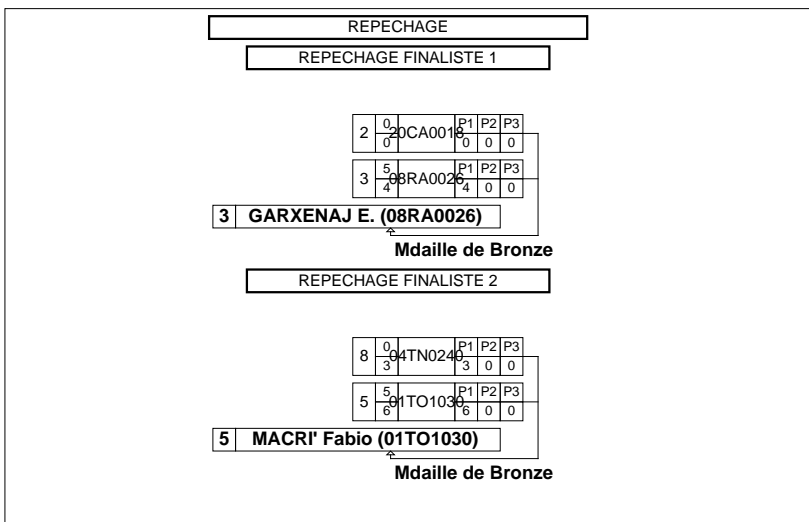 REPECHAGE
REPECHAGE FINALISTE 1
2 0 0 20CA0018 P1 P2 P3
0 0 0
3 5 4 08RA0026 P1 P2 P3
4 0 0
3 GARXENAJ E. (08RA0026)
Mdaille de Bronze
REPECHAGE FINALISTE 2
8 0 3 04TN0240 P1 P2 P3
3 0 0
5 5 6 01TO1030 P1 P2 P3
6 0 0
5 MACRI' Fabio (01TO1030)
Mdaille de Bronze